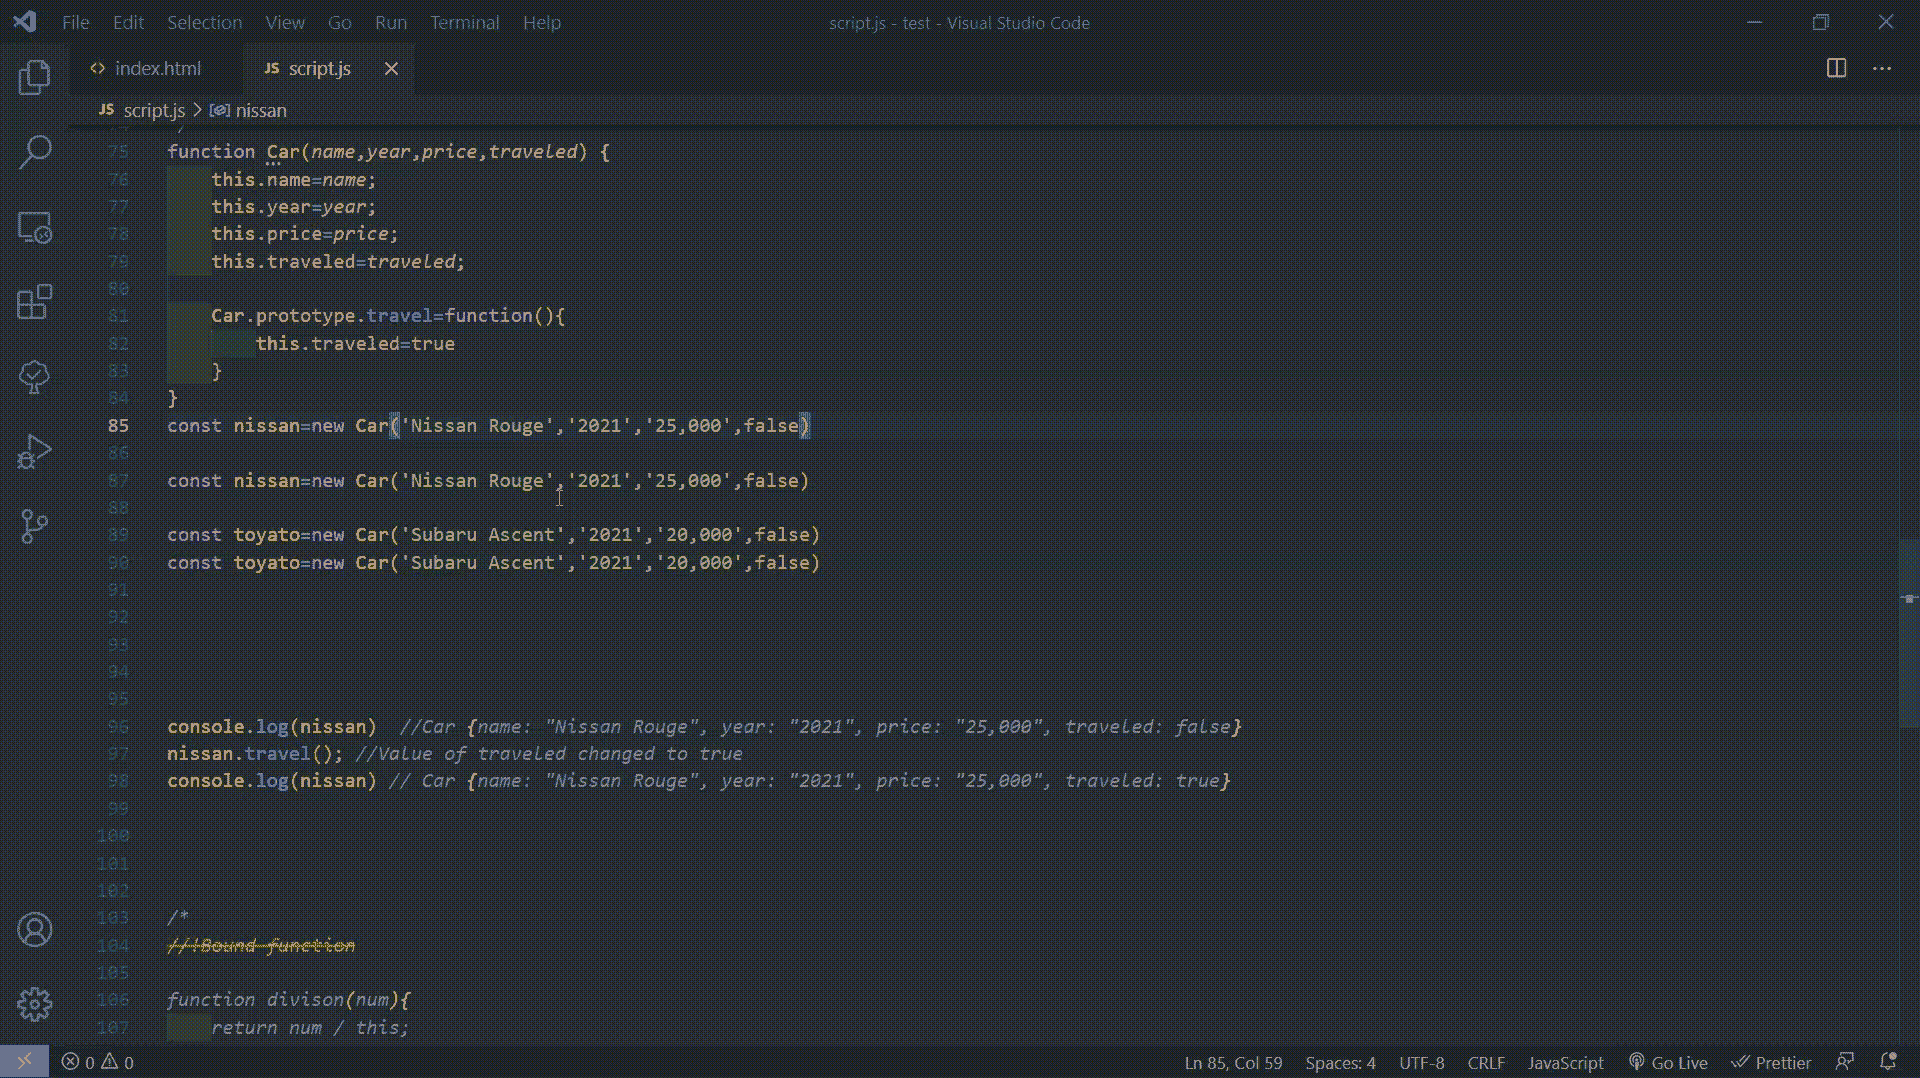 File Edit Selection View Go Run Terminal Help script.js - test - Visual Studio Code
<> index.html JS script.js
JS script.js > nissan
75 function Car(name,year,price,traveled) {
76 this.name=name;
77 this.year=year;
78 this.price=price;
79 this.traveled=traveled;
80
81 Car.prototype.travel=function(){
82 this.traveled=true
83 }
84 }
85 const nissan=new Car('Nissan Rouge','2021','25,000',false)
86
87 const nissan=new Car('Nissan Rouge','2021','25,000',false)
88
89 const toyato=new Car('Subaru Ascent','2021','20,000',false)
90 const toyato=new Car('Subaru Ascent','2021','20,000',false)
91
92
93
94
95
96 console.log(nissan) //Car {name: "Nissan Rouge", year: "2021", price: "25,000", traveled: false}
97 nissan.travel(); //Value of traveled changed to true
98 console.log(nissan) // Car {name: "Nissan Rouge", year: "2021", price: "25,000", traveled: true}
99
100
101
102
103 /*
104 //!Bound function
105
106 function divison(num){
107 return num / this;
0 0 Ln 85, Col 59 Spaces: 4 UTF-8 CRLF JavaScript Go Live Prettier